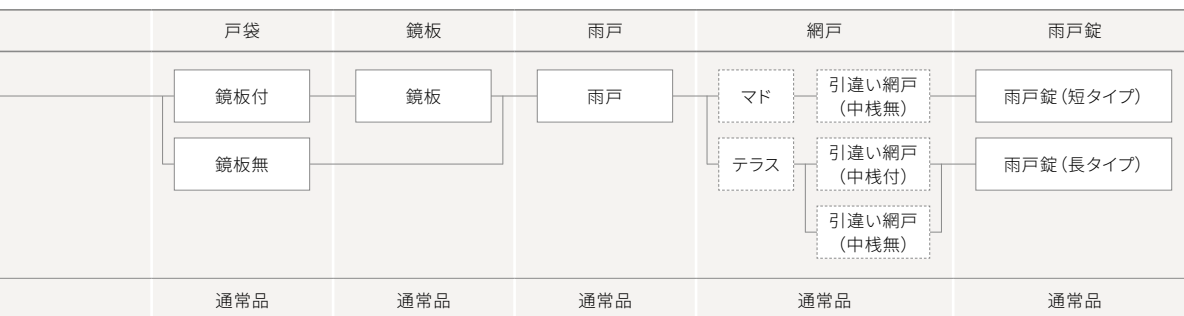 戸袋 鏡板 雨戸 網戸 雨戸錠
鏡板付 鏡板 雨戸 マド 引違い網戸 雨戸錠（短タイプ）
（中桟無）
鏡板無 テラス 引違い網戸 雨戸錠（長タイプ）
（中桟付）
引違い網戸
（中桟無）
通常品 通常品 通常品 通常品 通常品